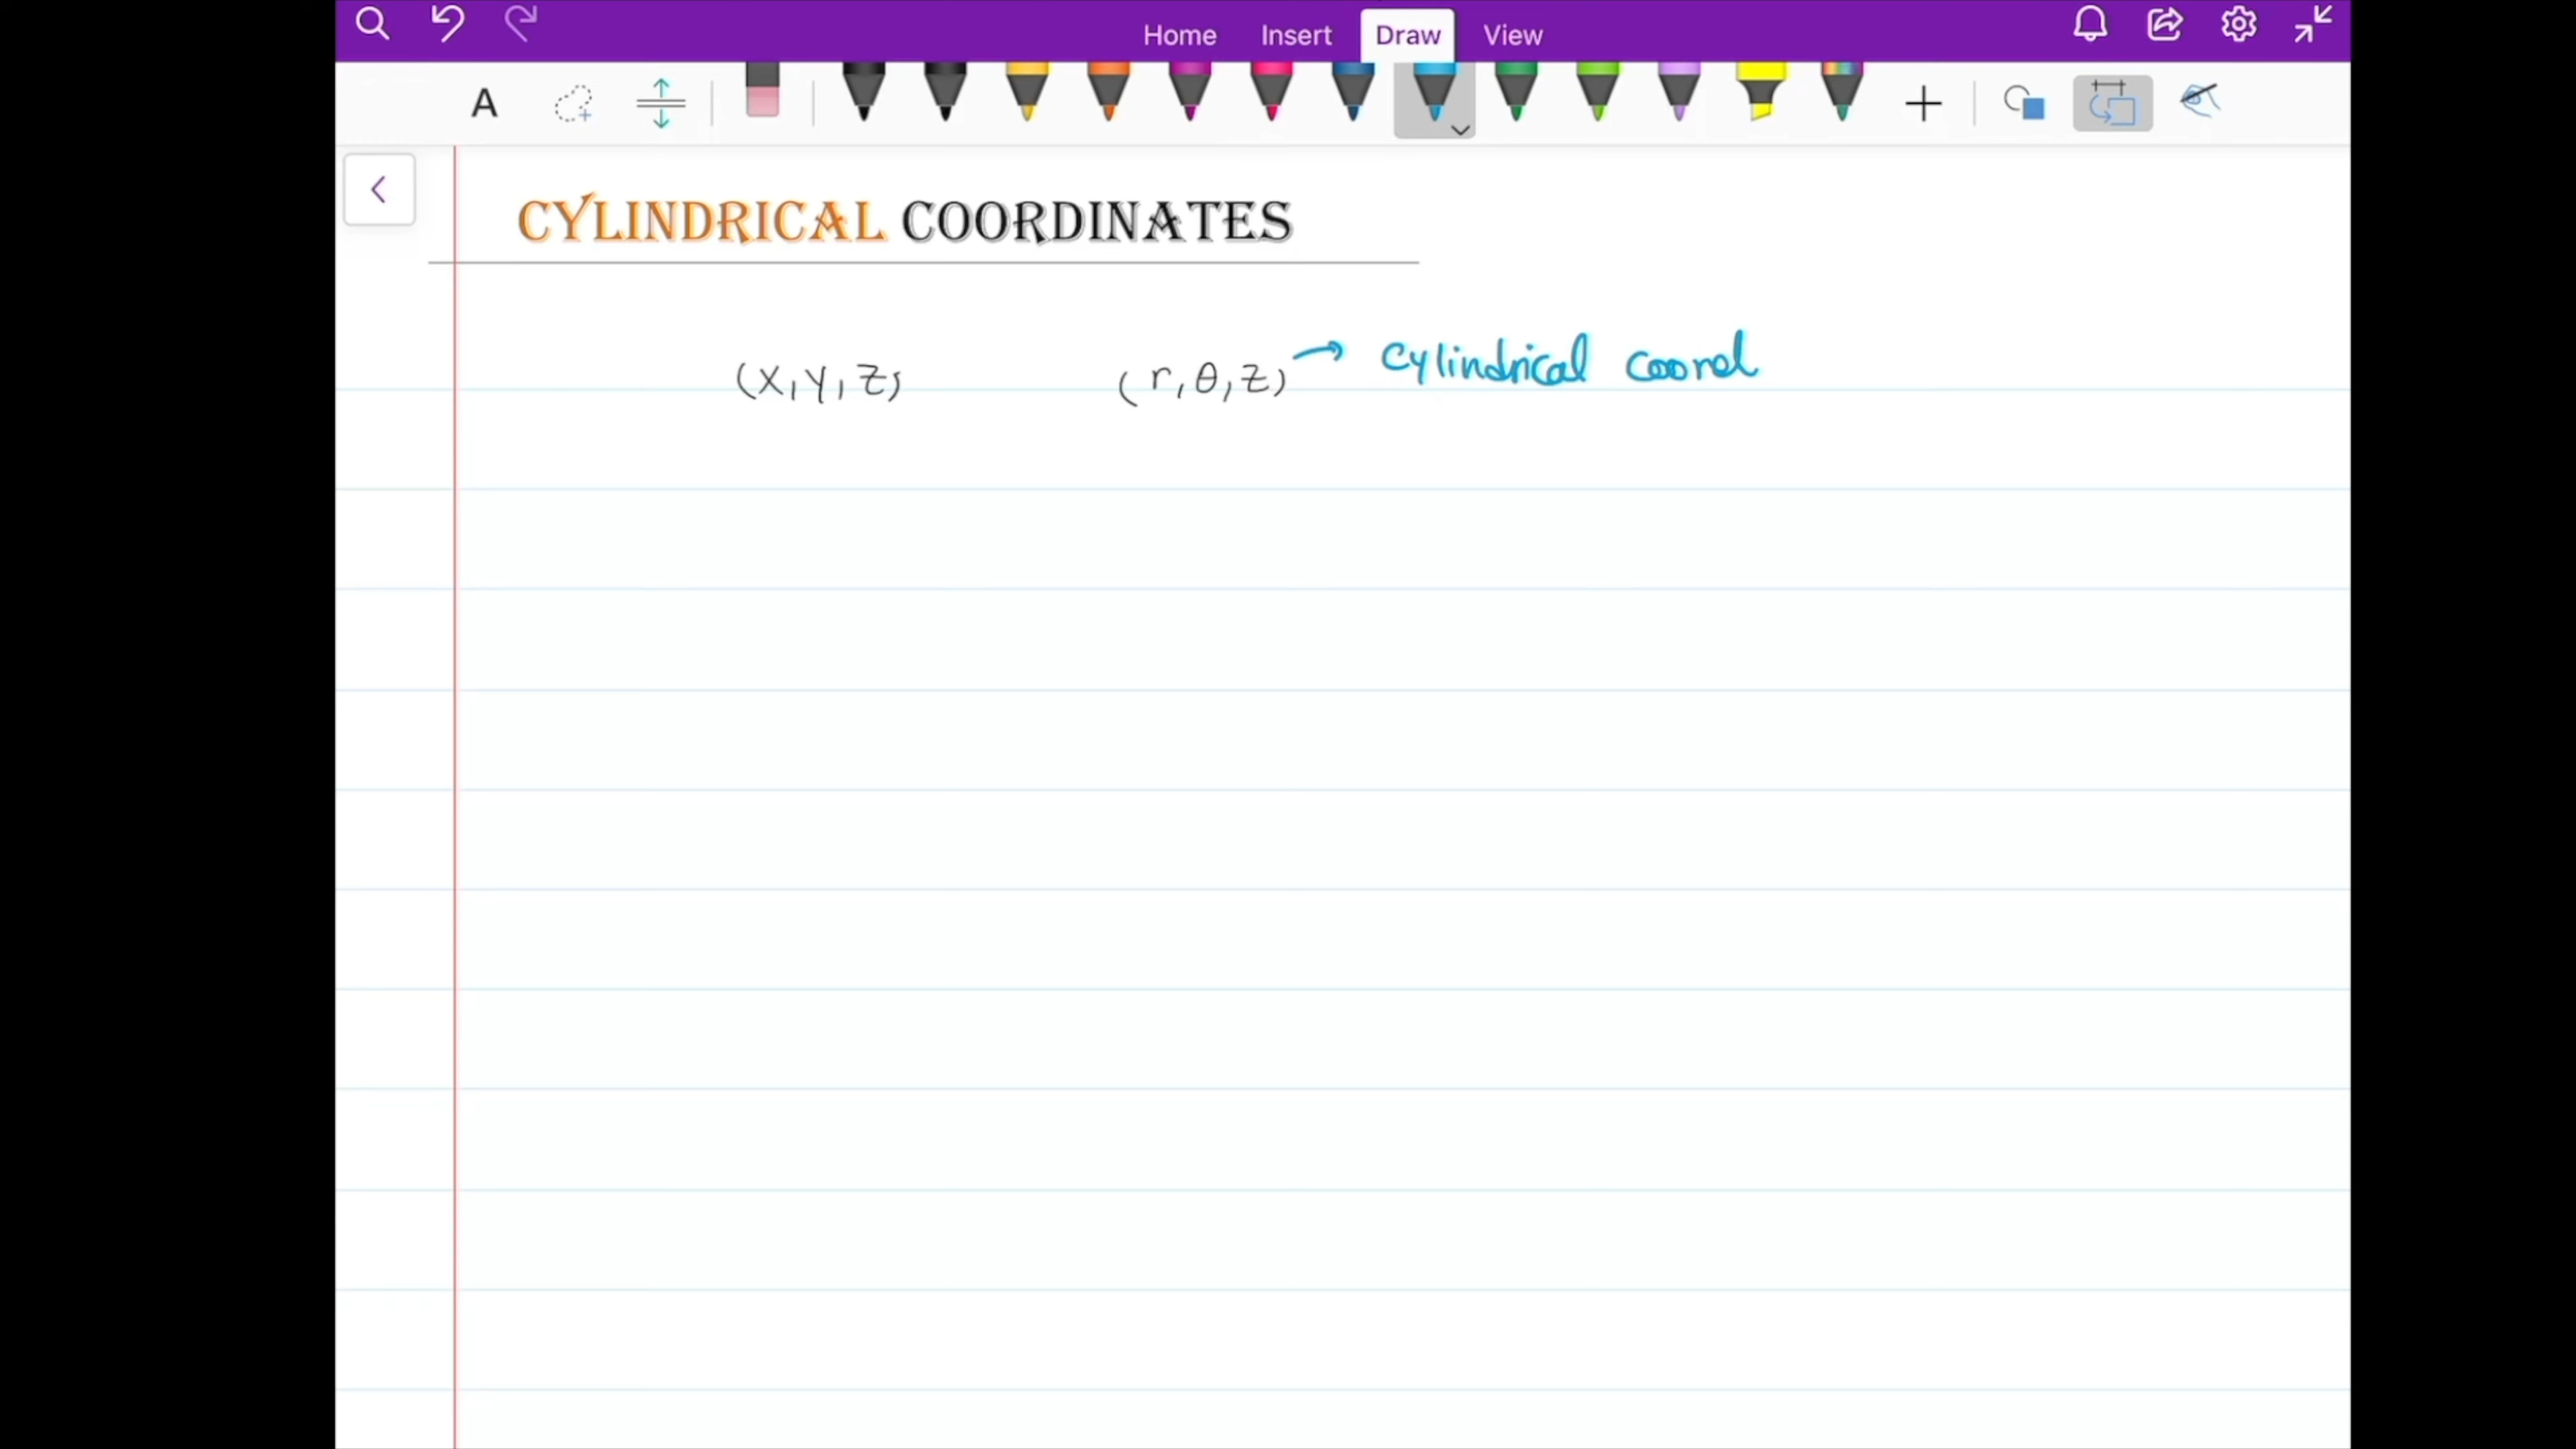 Home Insert Draw View
A
CYLINDRICAL COORDINATES
(x,y,z) (r,θ,z) → cylindrical coord